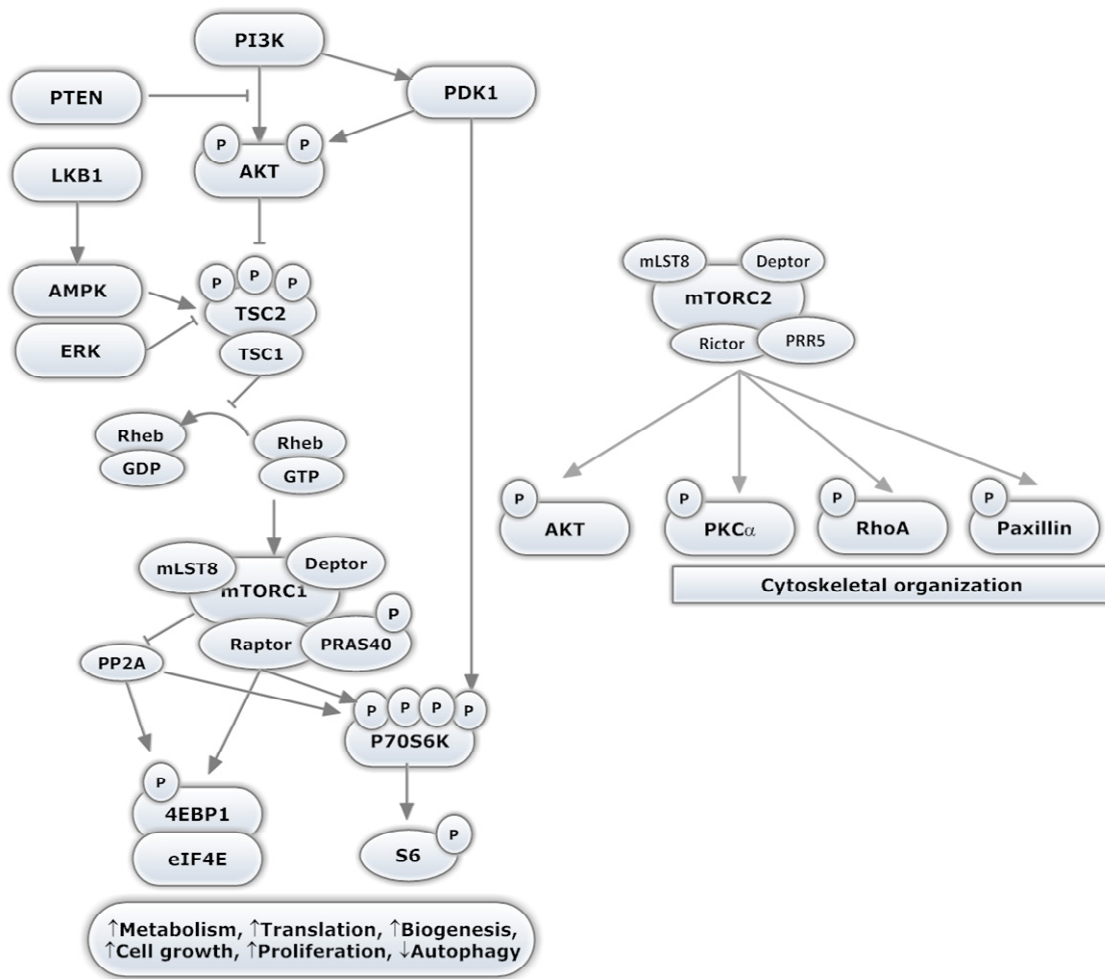 PI3K
PTEN
PDK1
P
P
AKT
LKB1
AMPK
ERK
P
P
P
TSC2
TSC1
Rheb
GDP
Rheb
GTP
mLST8
Deptor
mTORC1
Raptor
PRAS40
P
PP2A
P
P
P
P
P70S6K
P
4EBP1
eIF4E
S6
P
↑Metabolism, ↑Translation, ↑Biogenesis,
↑Cell growth, ↑Proliferation, ↓Autophagy
mLST8
Deptor
mTORC2
Rictor
PRR5
P
AKT
P
PKCα
P
RhoA
P
Paxillin
Cytoskeletal organization